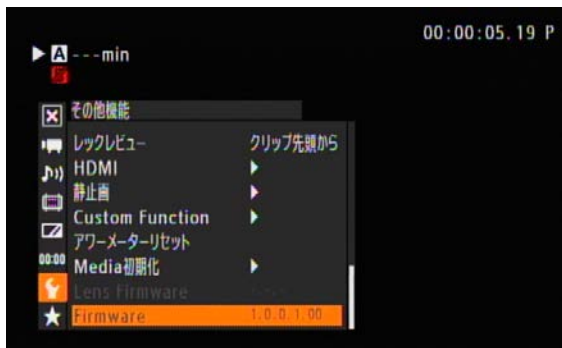 00:00:05.19 P
A ---min
その他機能
レックレビュー クリップ先頭から
HDMI
静止画
Custom Function
アワーメーターリセット
00:00
Media初期化
Lens Firmware
Firmware 1.0.0.1.00